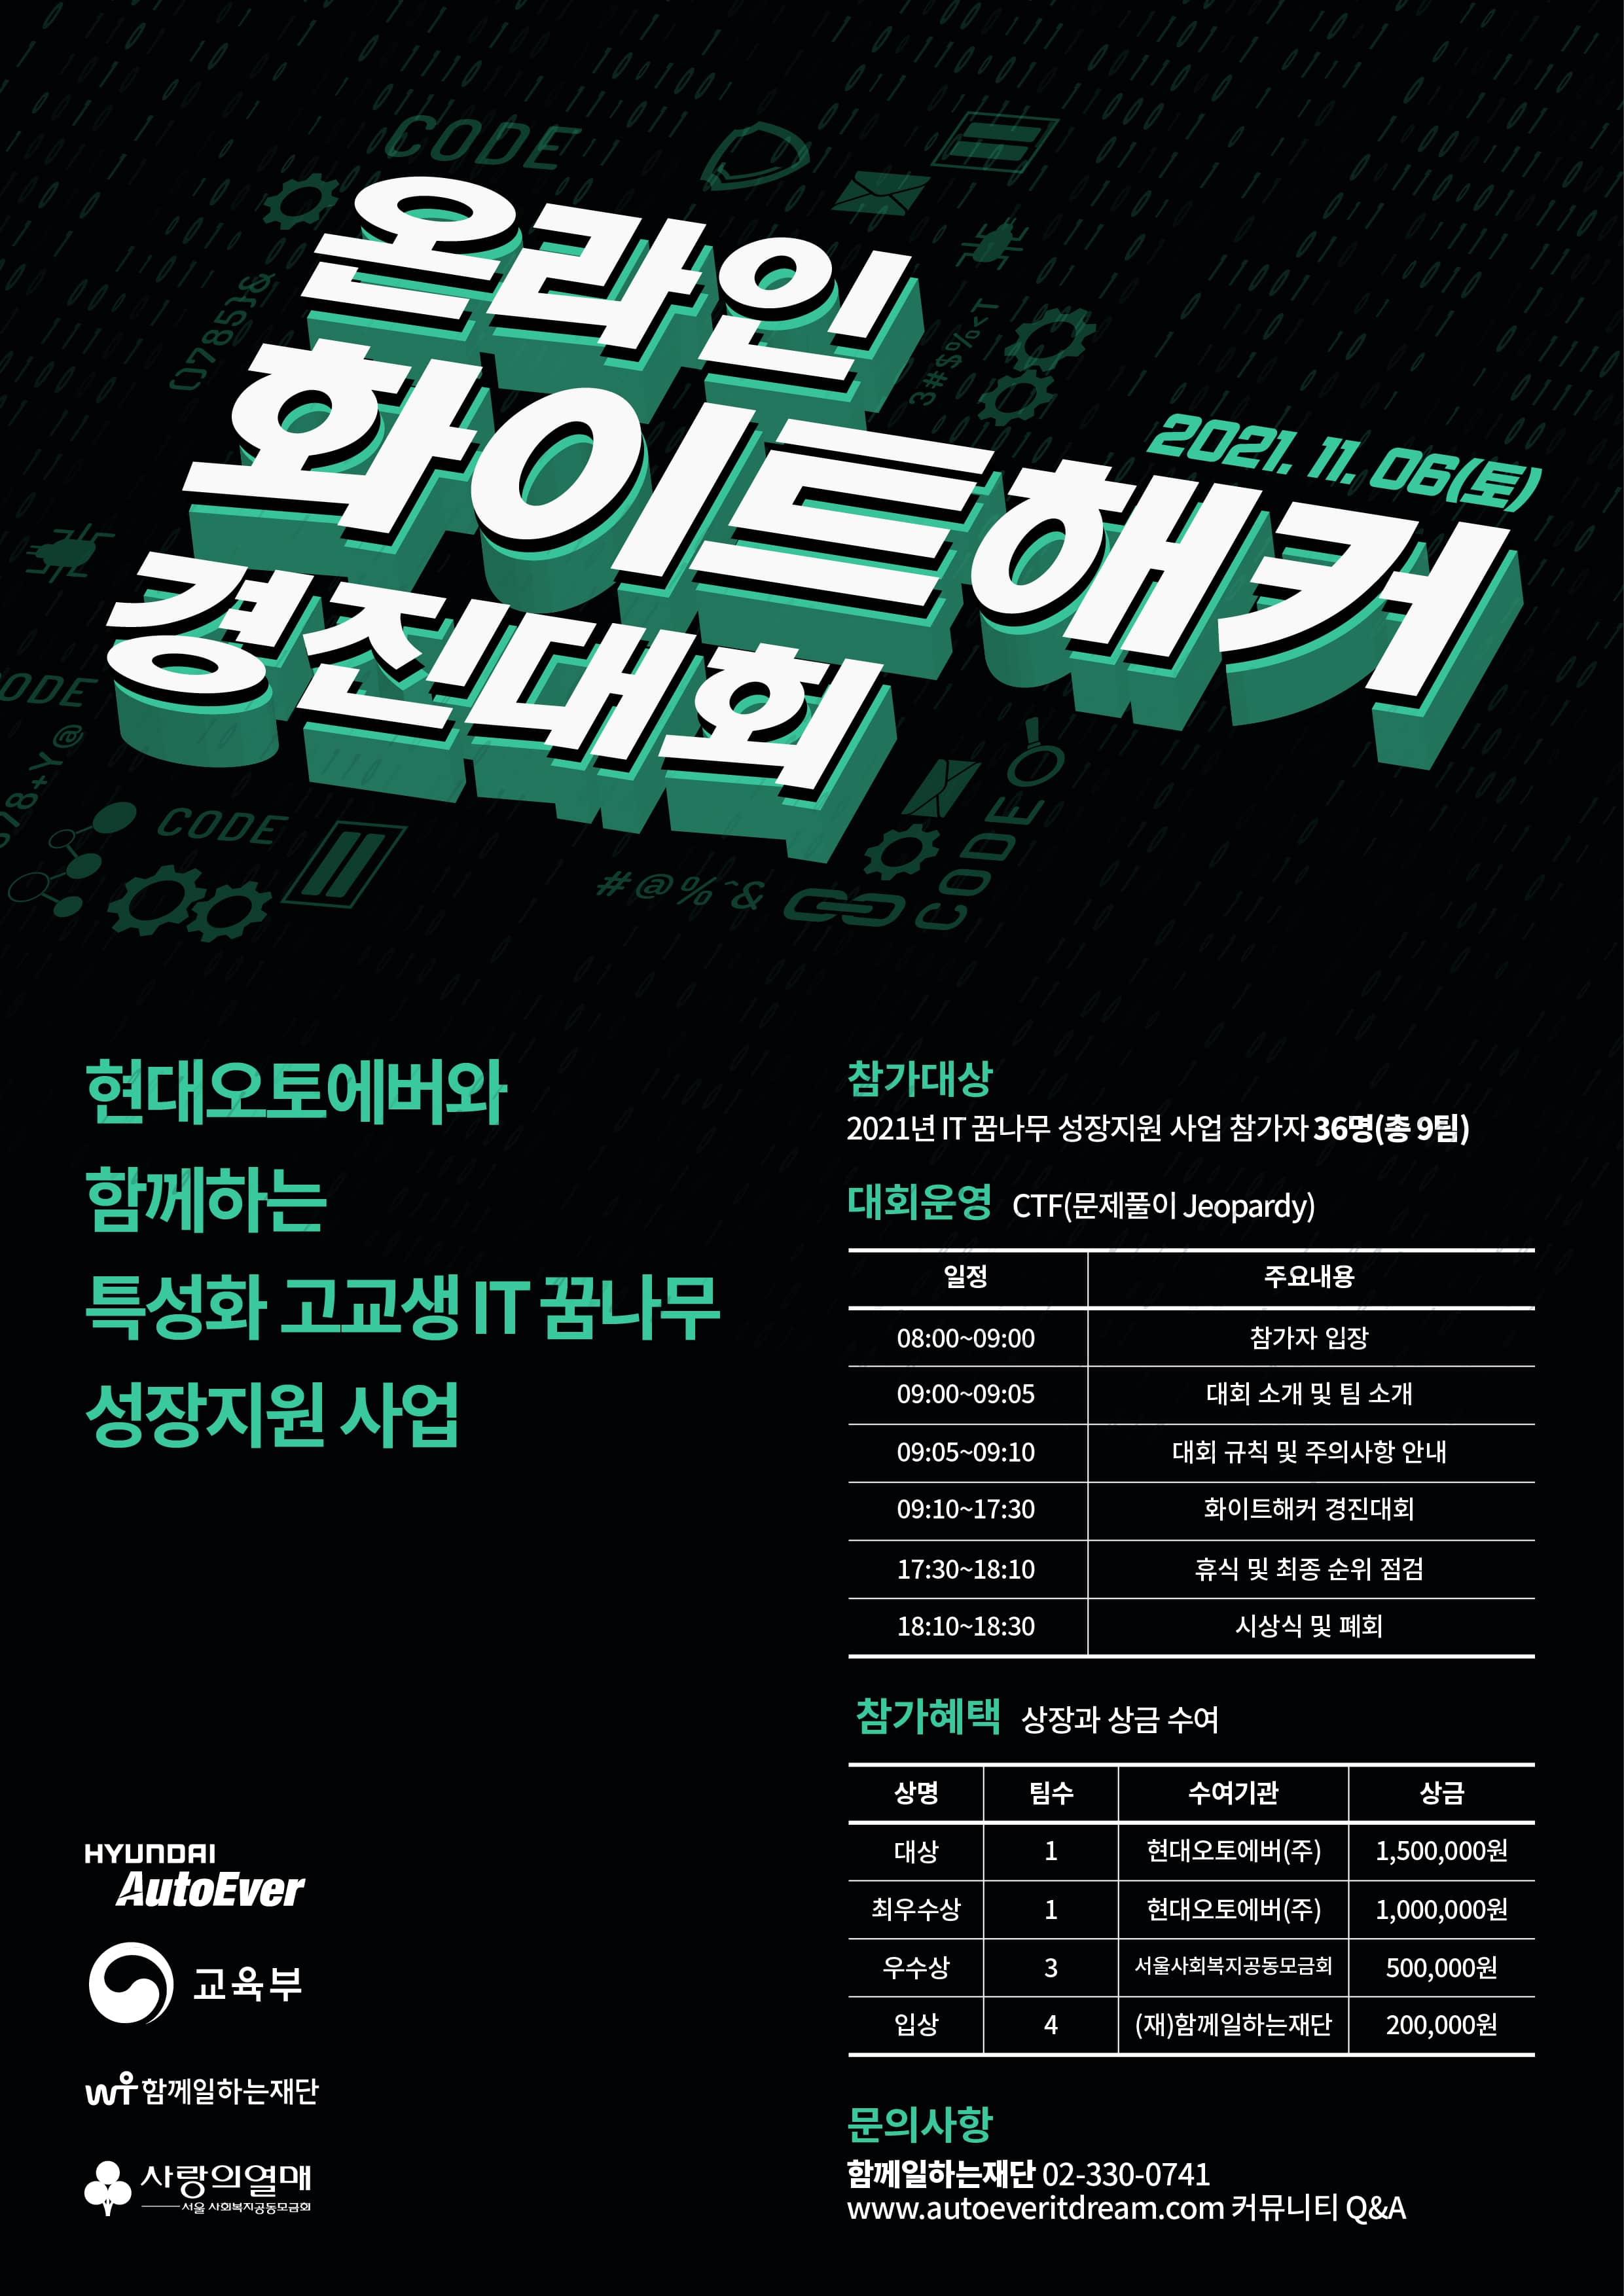 CODE
온라인
()7851&
3#$%<T
화이트해커
2021. 11. 06(토)
경진대회
CODE
CODE
#@%^&
CODE
현대오토에버와
함께하는
특성화 고교생 IT 꿈나무
성장지원 사업
참가대상
2021년 IT 꿈나무 성장지원 사업 참가자 36명(총 9팀)
대회운영 CTF(문제풀이 Jeopardy)
일정 주요내용
08:00~09:00 참가자 입장
09:00~09:05 대회 소개 및 팀 소개
09:05~09:10 대회 규칙 및 주의사항 안내
09:10~17:30 화이트해커 경진대회
17:30~18:10 휴식 및 최종 순위 점검
18:10~18:30 시상식 및 폐회
참가혜택 상장과 상금 수여
상명 팀수 수여기관 상금
대상 1 현대오토에버(주) 1,500,000원
최우수상 1 현대오토에버(주) 1,000,000원
우수상 3 서울사회복지공동모금회 500,000원
입상 4 (재)함께일하는재단 200,000원
문의사항
함께일하는재단 02-330-0741
www.autoeveritdream.com 커뮤니티 Q&A
HYUNDAI
AutoEver
교육부
함께일하는재단
사랑의열매
서울 사회복지공동모금회